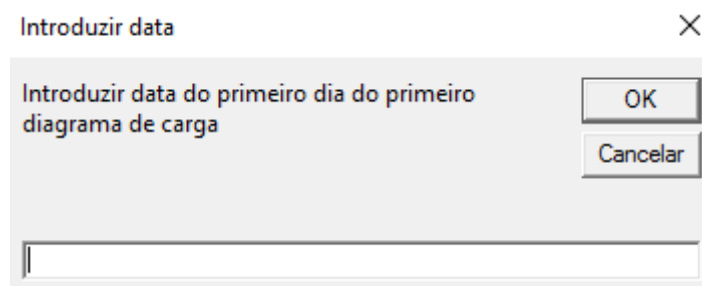 Introduzir data
Introduzir data do primeiro dia do primeiro
diagrama de carga
OK
Cancelar